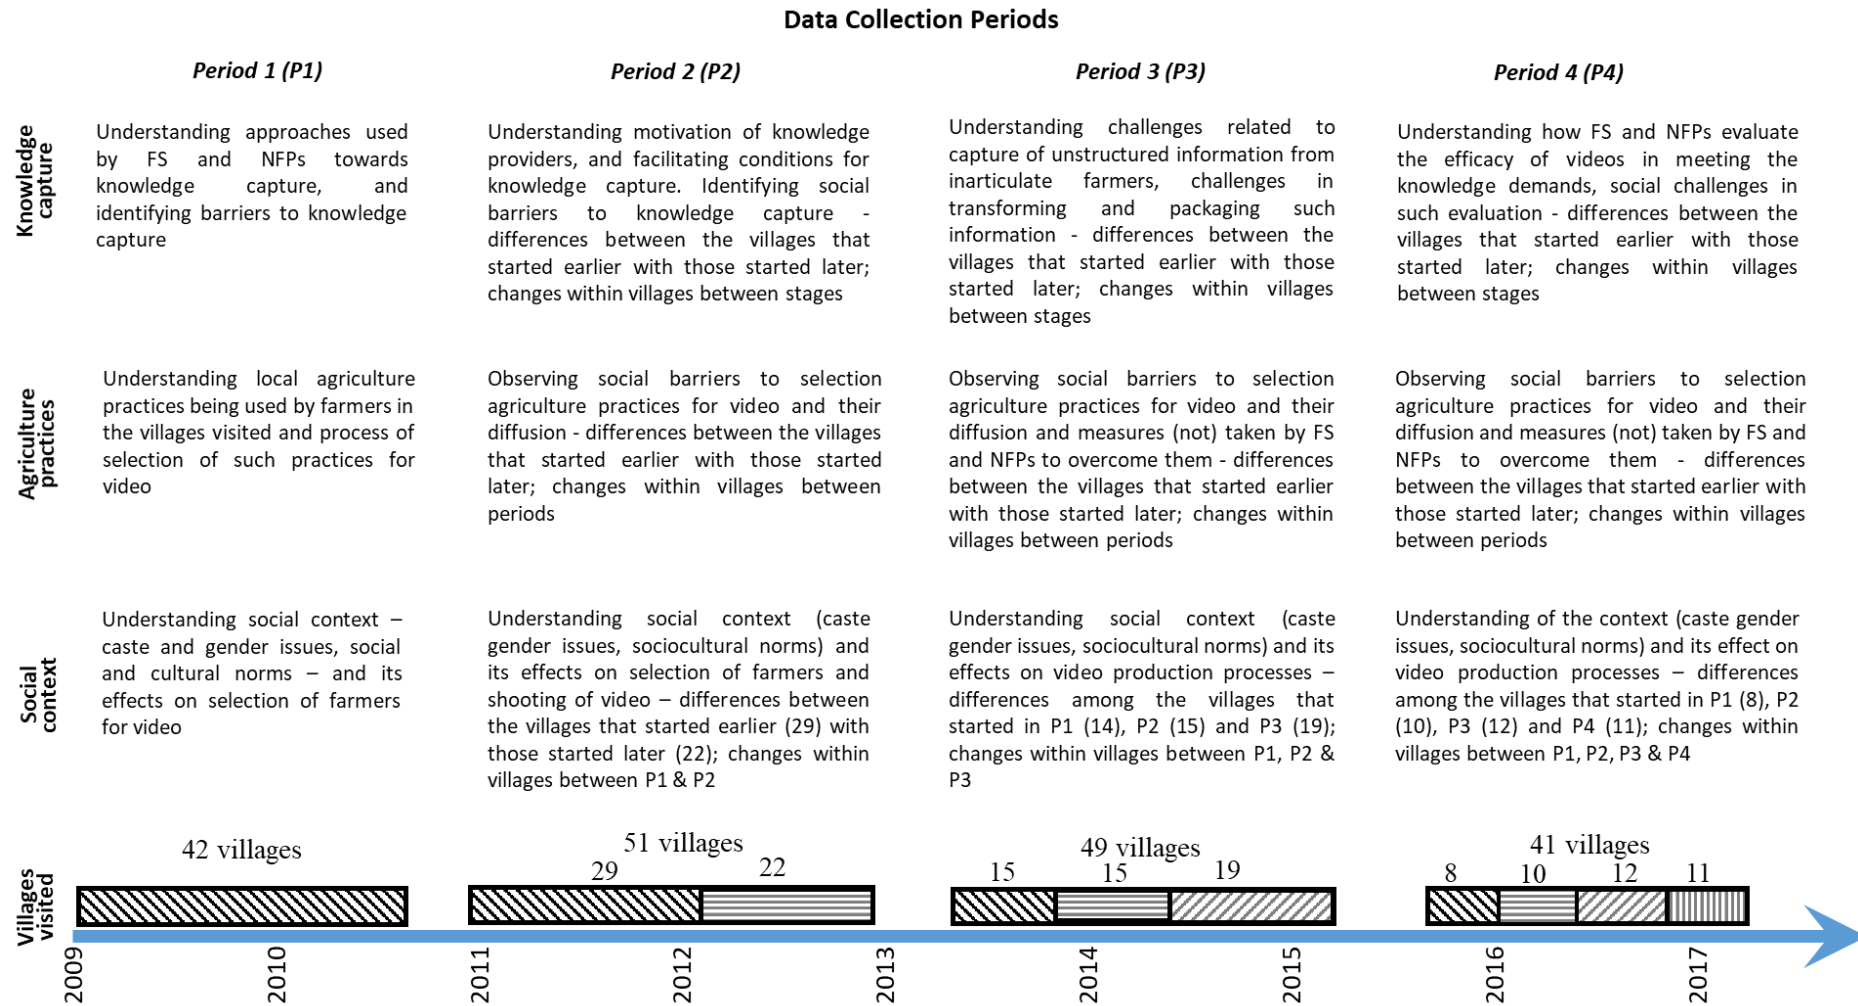 Data Collection Periods
Period 1 (P1)
Period 2 (P2)
Period 3 (P3)
Period 4 (P4)
Knowledge
capture
Understanding approaches used
by FS and NFPs towards
knowledge capture, and
identifying barriers to knowledge
capture
Understanding motivation of knowledge
providers, and facilitating conditions for
knowledge capture. Identifying social
barriers to knowledge capture -
differences between the villages that
started earlier with those started later;
changes within villages between stages
Understanding challenges related to
capture of unstructured information from
inarticulate farmers, challenges in
transforming and packaging such
information - differences between the
villages that started earlier with those
started later; changes within villages
between stages
Understanding how FS and NFPs evaluate
the efficacy of videos in meeting the
knowledge demands, social challenges in
such evaluation - differences between the
villages that started earlier with those
started later; changes within villages
between stages
Agriculture
practices
Understanding local agriculture
practices being used by farmers in
the villages visited and process of
selection of such practices for
video
Observing social barriers to selection
agriculture practices for video and their
diffusion - differences between the villages
that started earlier with those started
later; changes within villages between
periods
Observing social barriers to selection
agriculture practices for video and their
diffusion and measures (not) taken by FS
and NFPs to overcome them - differences
between the villages that started earlier
with those started later; changes within
villages between periods
Observing social barriers to selection
agriculture practices for video and their
diffusion and measures (not) taken by FS and
NFPs to overcome them - differences
between the villages that started earlier with
those started later; changes within villages
between periods
Social
context
Understanding social context –
caste and gender issues, social
and cultural norms – and its
effects on selection of farmers
for video
Understanding social context (caste
gender issues, sociocultural norms) and
its effects on selection of farmers and
shooting of video – differences between
the villages that started earlier (29) with
those started later (22); changes within
villages between P1 & P2
Understanding social context (caste
gender issues, sociocultural norms) and its
effects on video production processes –
differences among the villages that
started in P1 (14), P2 (15) and P3 (19);
changes within villages between P1, P2 &
P3
Understanding of the context (caste gender
issues, sociocultural norms) and its effect on
video production processes – differences
among the villages that started in P1 (8), P2
(10), P3 (12) and P4 (11); changes within
villages between P1, P2, P3 & P4
Villages
visited
42 villages
51 villages
29
22
49 villages
15
15
19
41 villages
8
10
12
11
2009
2010
2011
2012
2013
2014
2015
2016
2017